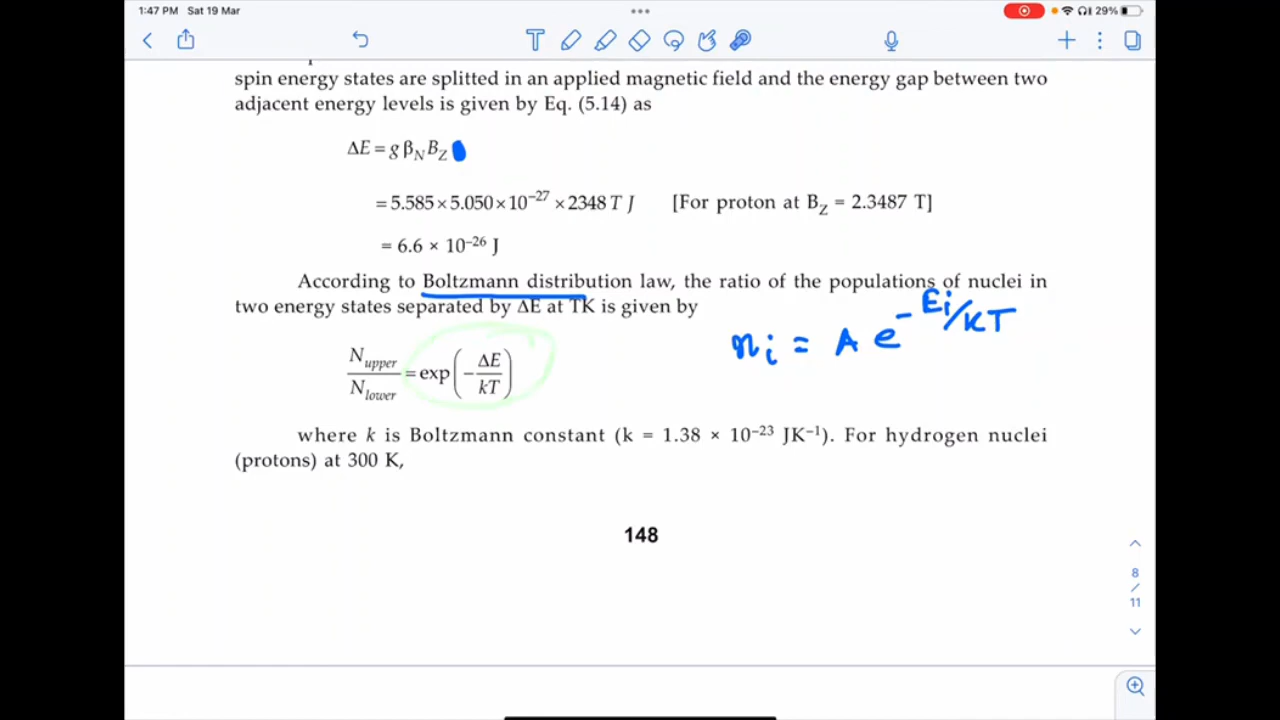 1:47 PM Sat 19 Mar
29%
spin energy states are splitted in an applied magnetic field and the energy gap between two
adjacent energy levels is given by Eq. (5.14) as
ΔE = g β_N B_Z
= 5.585 × 5.050 × 10⁻²⁷ × 2348 T J [For proton at B_Z = 2.3487 T]
= 6.6 × 10⁻²⁶ J
According to Boltzmann distribution law, the ratio of the populations of nuclei in
two energy states separated by ΔE at TK is given by
n_i = A e^{-E_i/KT}
N_upper/N_lower = exp(-ΔE/kT)
where k is Boltzmann constant (k = 1.38 × 10⁻²³ JK⁻¹). For hydrogen nuclei
(protons) at 300 K,
148
8
/
11